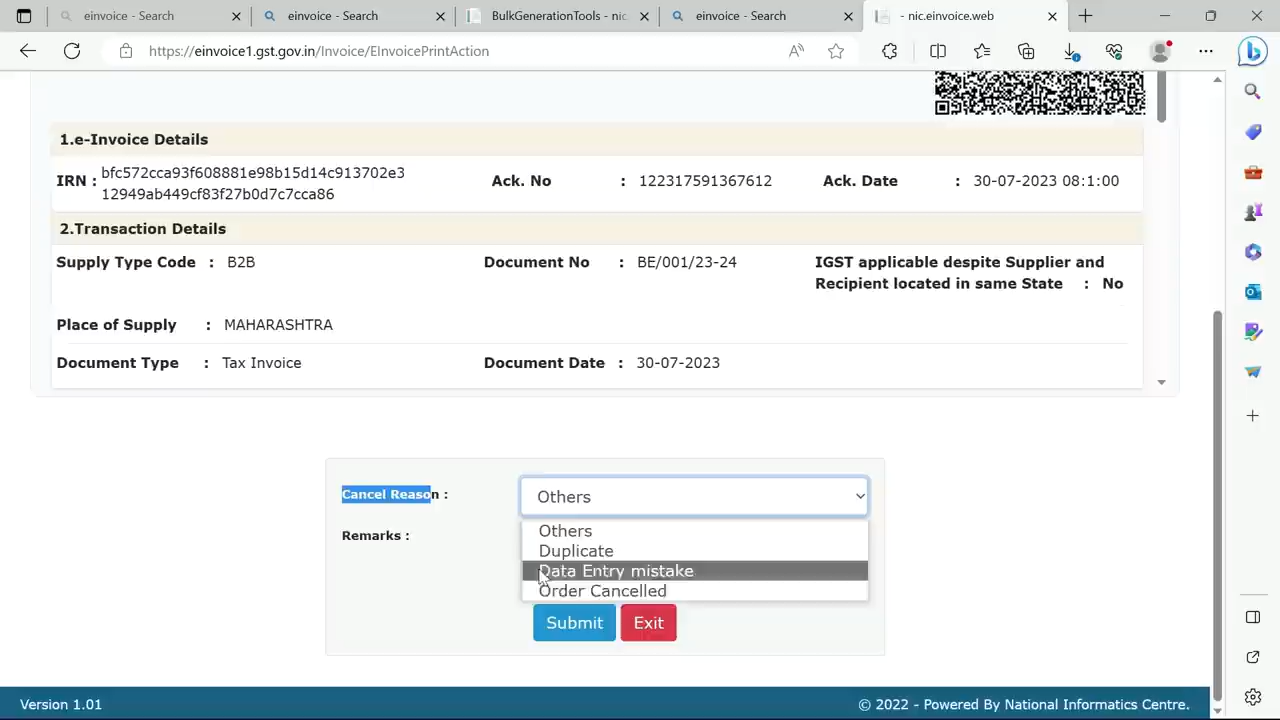 einvoice - Search
einvoice - Search
BulkGenerationTools - nic.
einvoice - Search
- nic.einvoice.web
https://einvoice1.gst.gov.in/Invoice/EInvoicePrintAction
1.e-Invoice Details
IRN : bfc572cca93f608881e98b15d14c913702e3
12949ab449cf83f27b0d7c7cca86
Ack. No : 122317591367612
Ack. Date : 30-07-2023 08:1:00
2.Transaction Details
Supply Type Code : B2B
Document No : BE/001/23-24
IGST applicable despite Supplier and
Recipient located in same State : No
Place of Supply : MAHARASHTRA
Document Type : Tax Invoice
Document Date : 30-07-2023
Cancel Reason :
Others
Remarks :
Others
Duplicate
Data Entry mistake
Order Cancelled
Submit
Exit
Version 1.01
© 2022 - Powered By National Informatics Centre.